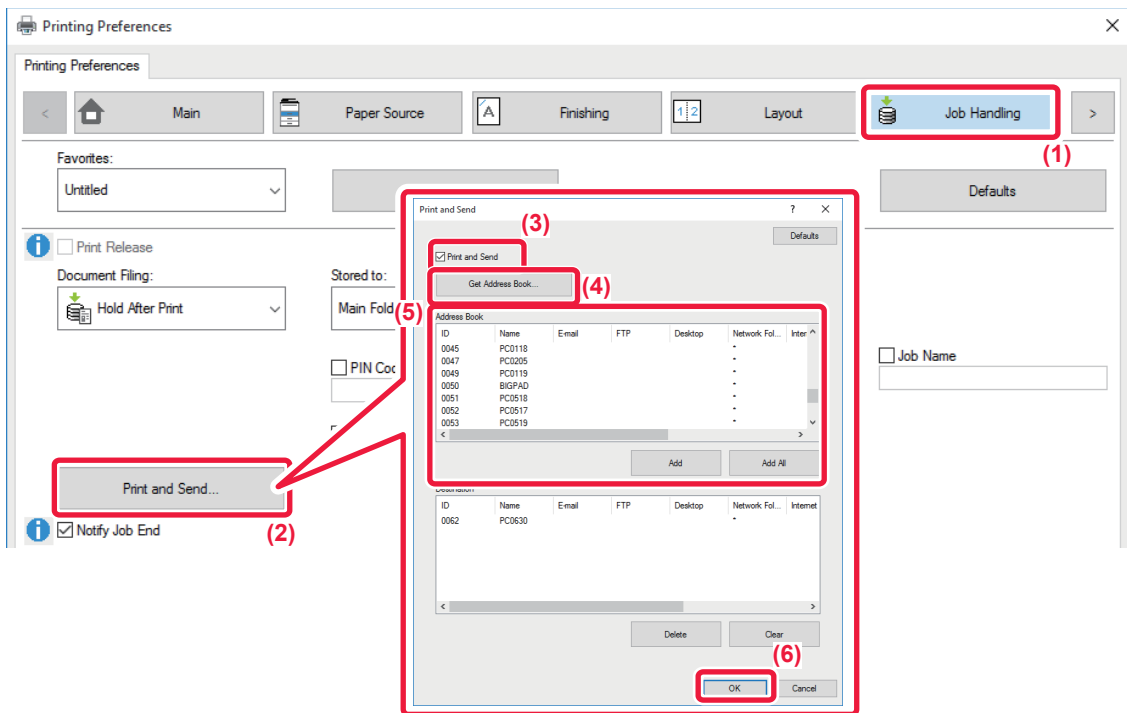 Printing Preferences
Printing Preferences
< Main Paper Source Finishing Layout Job Handling >
(1)
Favorites:
Untitled
Defaults
Print Release
Document Filing:
Hold After Print
Stored to:
Main Fold
PIN Coc
Job Name
Print and Send...
(2)
Notify Job End
Print and Send ? ×
(3)
Defaults
Print and Send
Get Address Book...
(4)
(5)
Address Book
ID Name E-mail FTP Desktop Network Fol... Inter
0045 PC0118 *
0047 PC0205 *
0049 PC0119 *
0050 BIGPAD *
0051 PC0518 *
0052 PC0517 *
0053 PC0519 *
< >
Add Add All
Destination
ID Name E-mail FTP Desktop Network Fol... Internet
0062 PC0630 *
< >
Delete Clear
(6)
OK Cancel